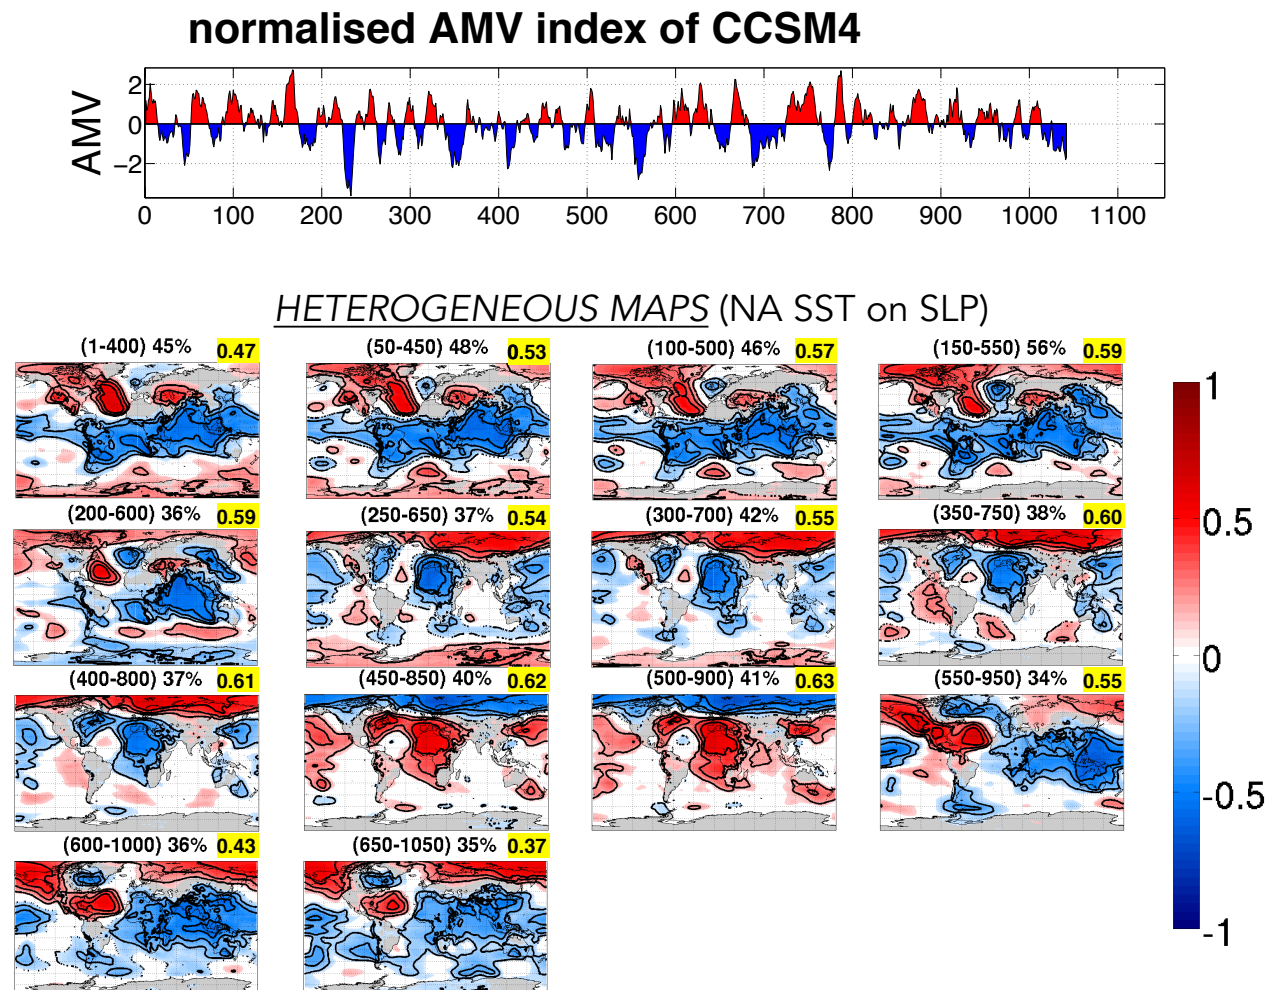 normalised AMV index of CCSM4
AMV
2
0
−2
0 100 200 300 400 500 600 700 800 900 1000 1100
HETEROGENEOUS MAPS (NA SST on SLP)
(1-400) 45% 0.47
(50-450) 48% 0.53
(100-500) 46% 0.57
(150-550) 56% 0.59
(200-600) 36% 0.59
(250-650) 37% 0.54
(300-700) 42% 0.55
(350-750) 38% 0.60
(400-800) 37% 0.61
(450-850) 40% 0.62
(500-900) 41% 0.63
(550-950) 34% 0.55
(600-1000) 36% 0.43
(650-1050) 35% 0.37
1
0.5
0
-0.5
-1